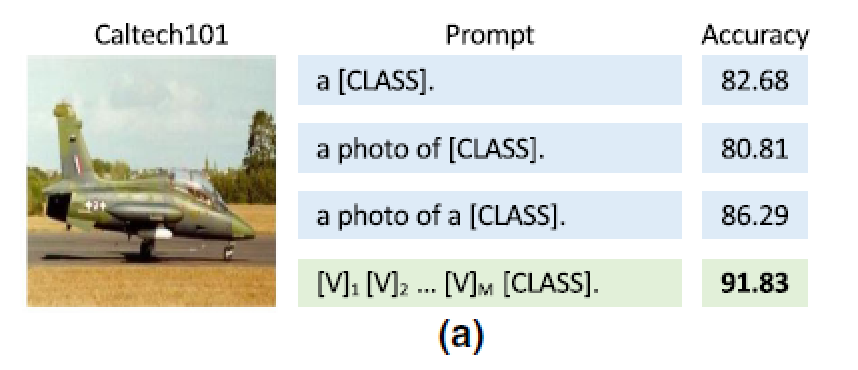 Caltech101 Prompt Accuracy
a [CLASS]. 82.68
a photo of [CLASS]. 80.81
a photo of a [CLASS]. 86.29
[V]₁ [V]₂ ... [V]ᴍ [CLASS]. 91.83
(a)